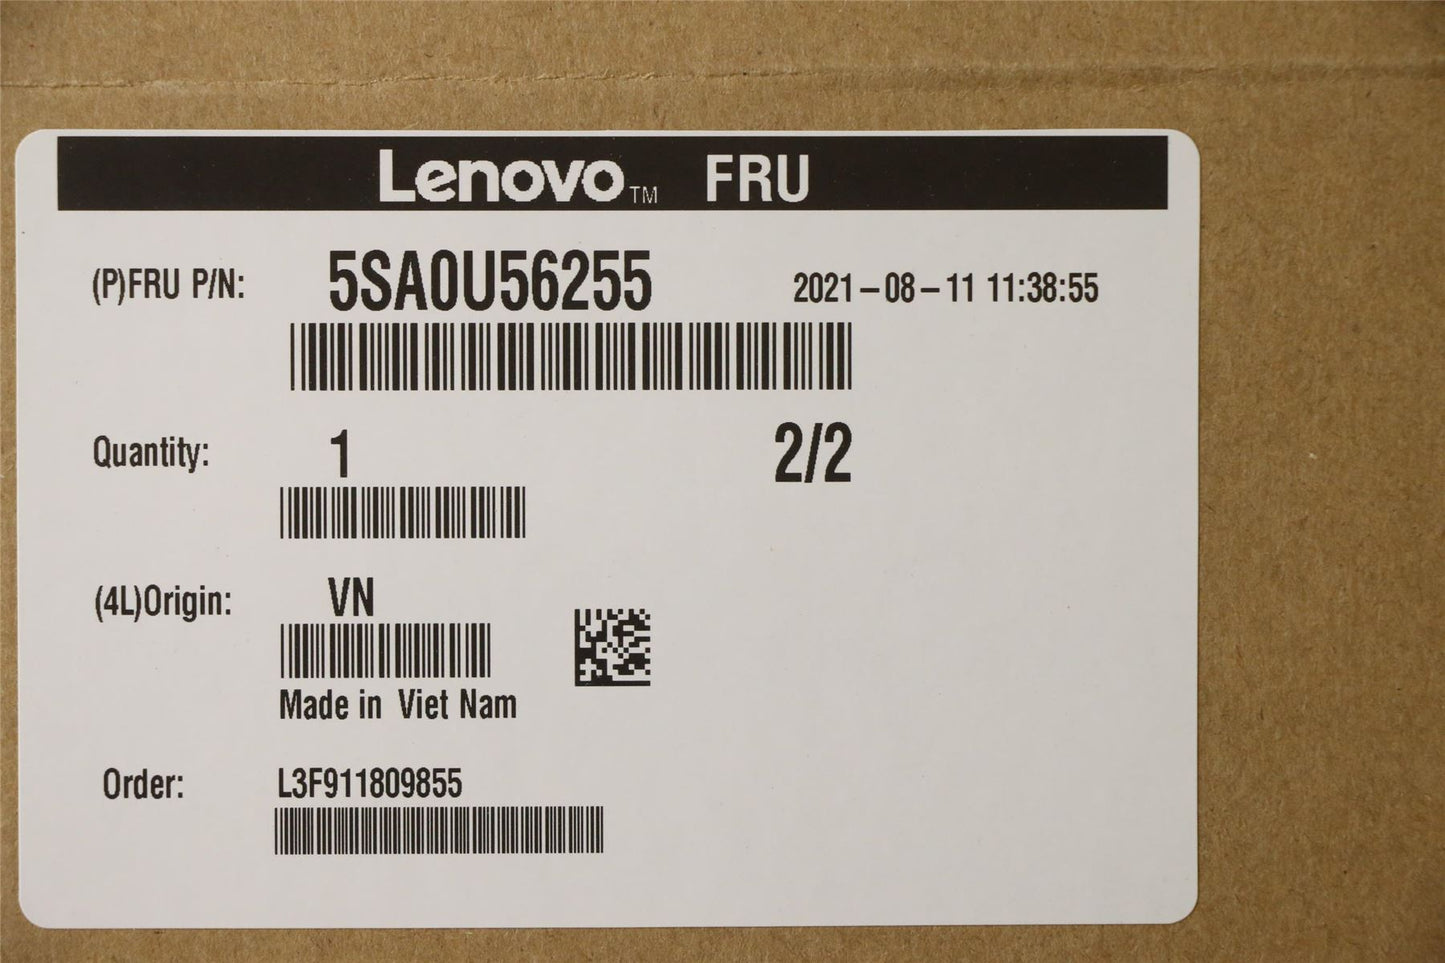 Lenovo™ FRU
(P)FRU P/N: 5SA0U56255 2021-08-11 11:38:55
Quantity: 1 2/2
(4L)Origin: VN
Made in Viet Nam
Order: L3F911809855